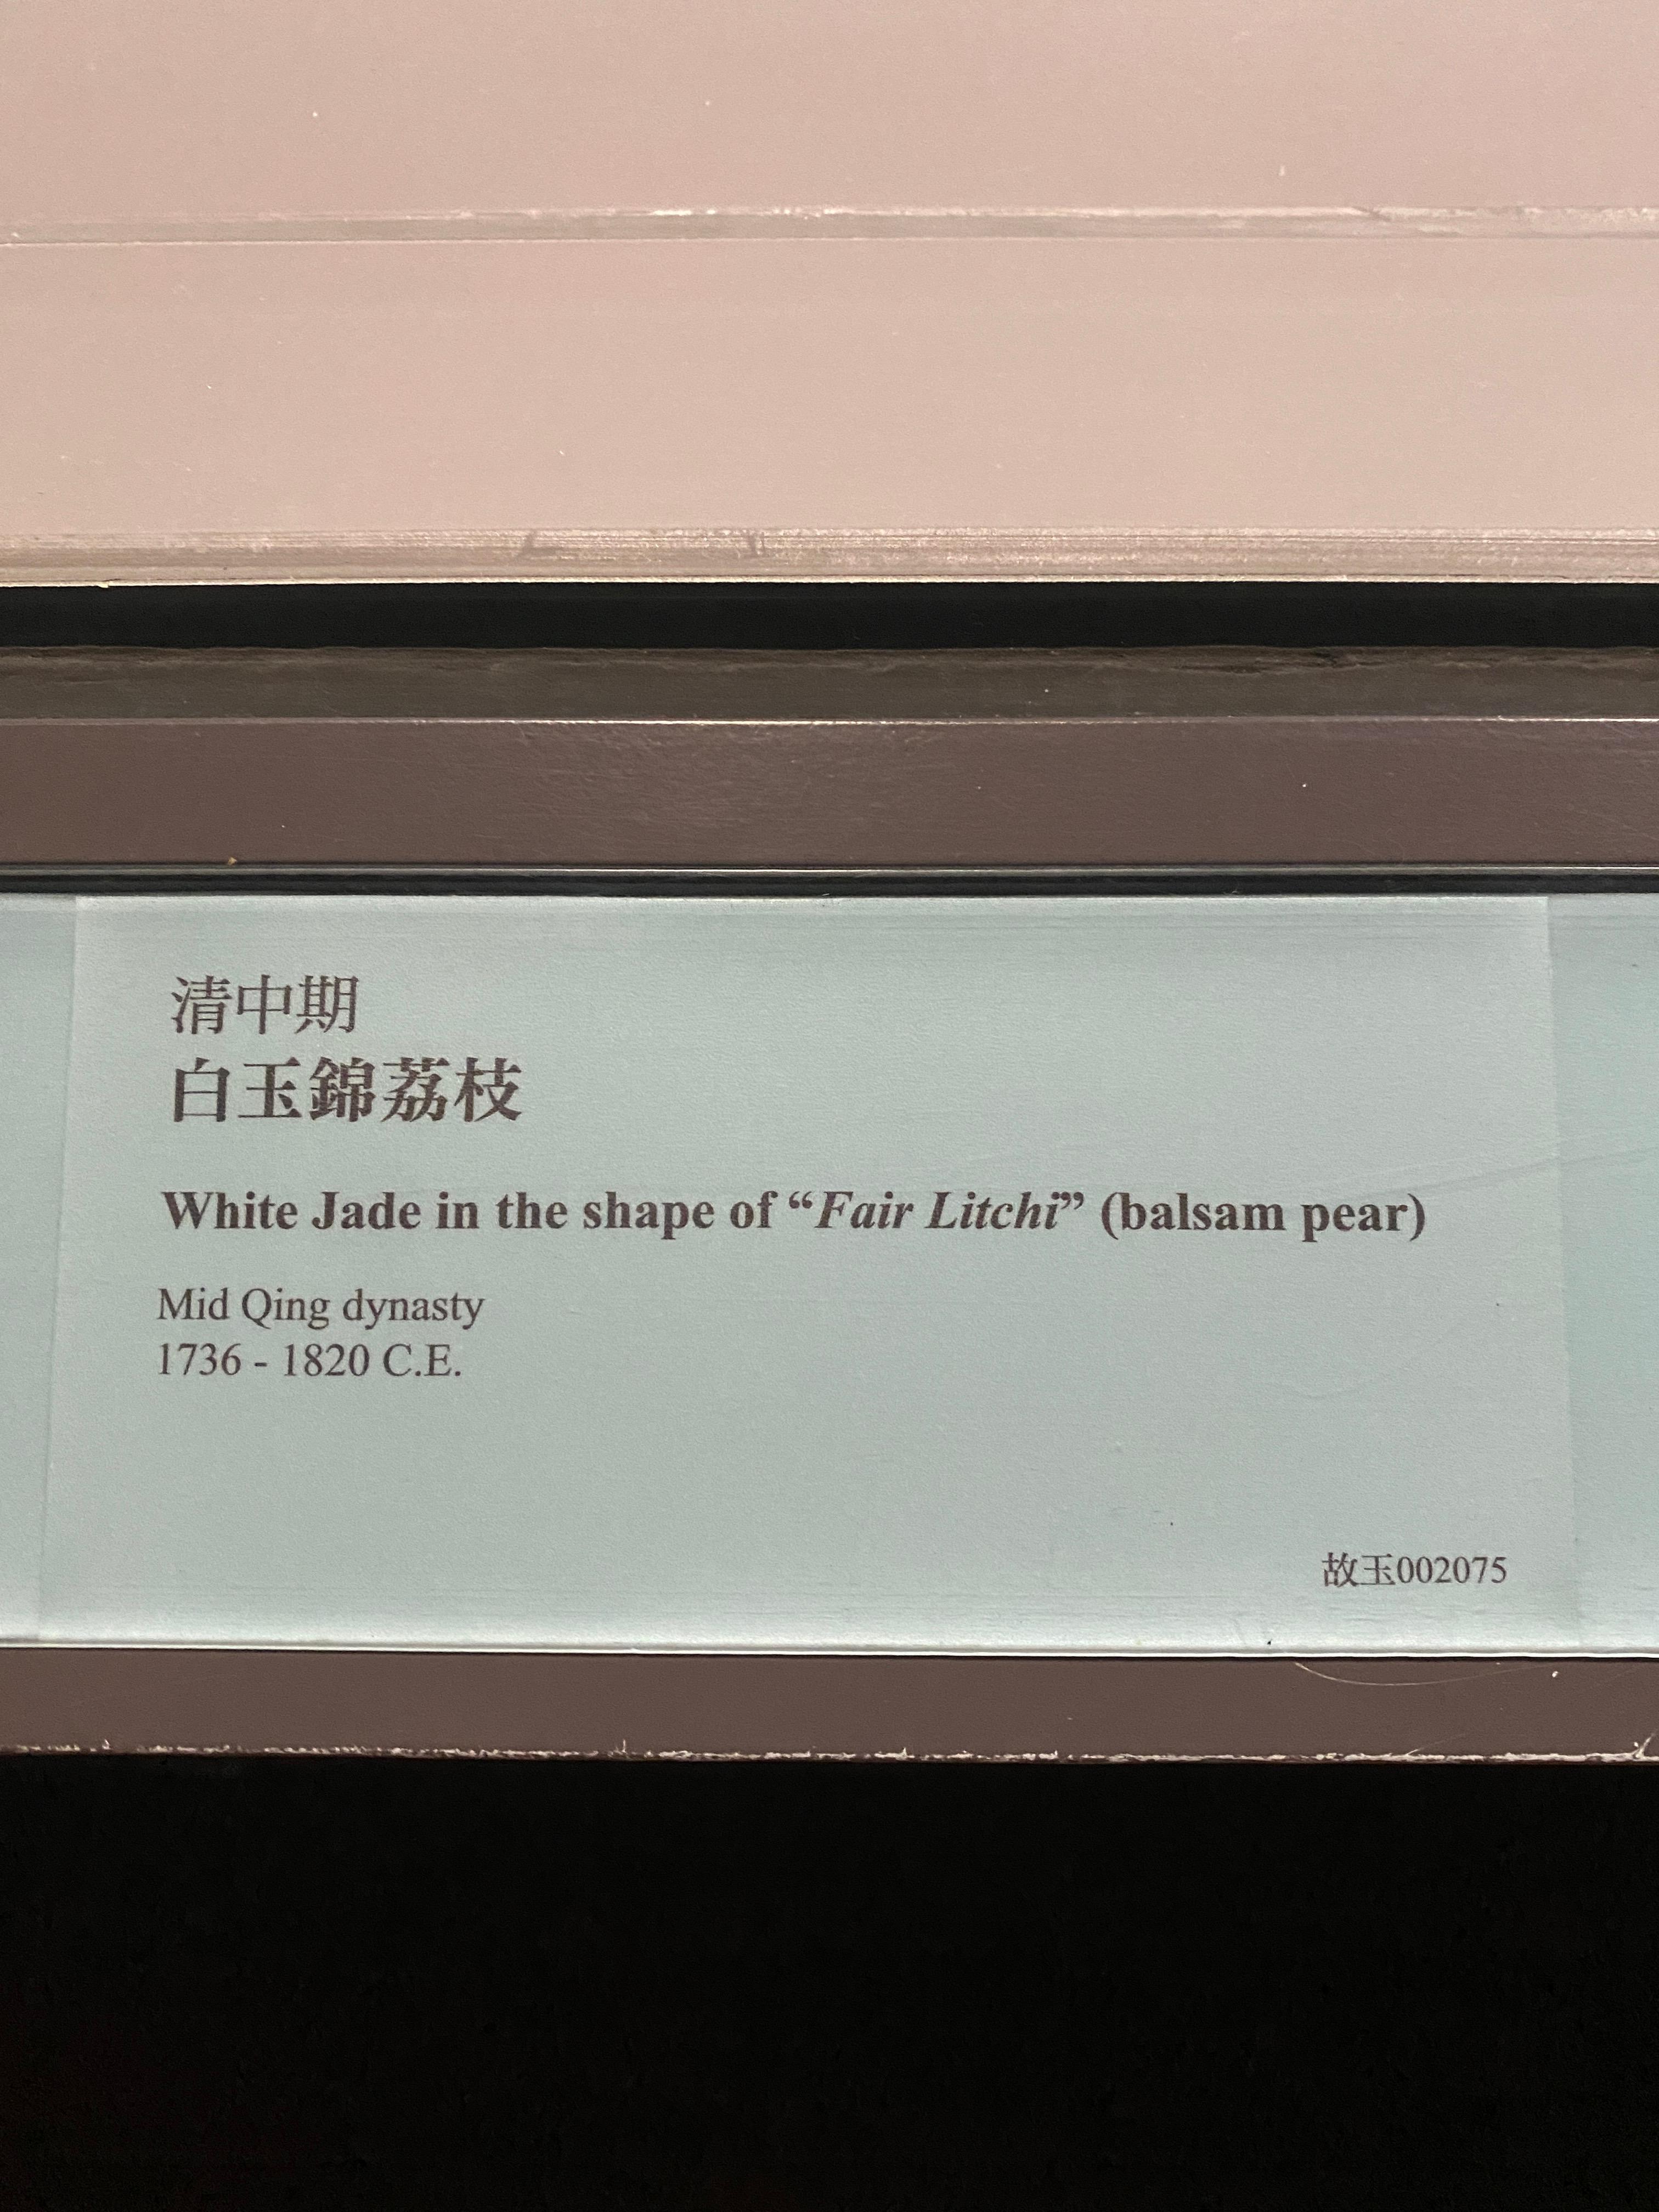 清中期
白玉錦荔枝
White Jade in the shape of “Fair Litchi” (balsam pear)
Mid Qing dynasty
1736 - 1820 C.E.
故玉002075